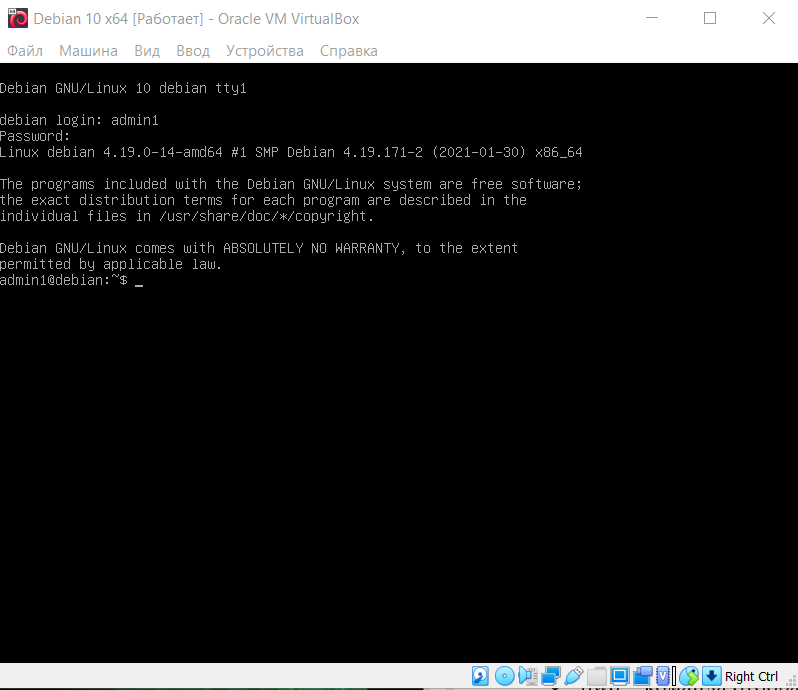 Debian 10 x64 [Работает] - Oracle VM VirtualBox
Файл Машина Вид Ввод Устройства Справка
Debian GNU/Linux 10 debian tty1
debian login: admin1
Password:
Linux debian 4.19.0-14-amd64 #1 SMP Debian 4.19.171-2 (2021-01-30) x86_64
The programs included with the Debian GNU/Linux system are free software;
the exact distribution terms for each program are described in the
individual files in /usr/share/doc/*/copyright.
Debian GNU/Linux comes with ABSOLUTELY NO WARRANTY, to the extent
permitted by applicable law.
admin1@debian:~$ _
Right Ctrl